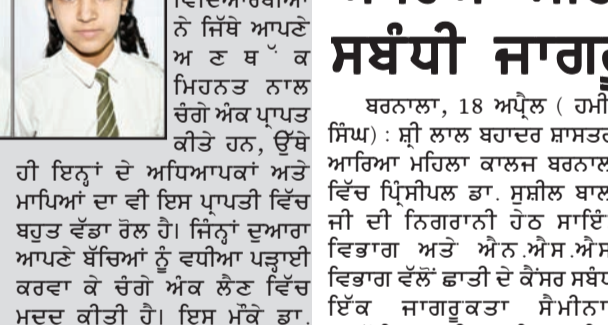 ਨੇ ਜਿੱਥੇ ਆਪਣੇ
ਅਣਥੱਕ
ਮਿਹਨਤ ਨਾਲ
ਚੰਗੇ ਅੰਕ ਪ੍ਰਾਪਤ
ਕੀਤੇ ਹਨ, ਉੱਥੇ
ਹੀ ਇਨ੍ਹਾਂ ਦੇ ਅਧਿਆਪਕਾਂ ਅਤੇ
ਮਾਪਿਆਂ ਦਾ ਵੀ ਇਸ ਪ੍ਰਾਪਤੀ ਵਿੱਚ
ਬਹੁਤ ਵੱਡਾ ਰੋਲ ਹੈ। ਜਿੰਨ੍ਹਾਂ ਦੁਆਰਾ
ਆਪਣੇ ਬੱਚਿਆਂ ਨੂੰ ਵਧੀਆ ਪੜ੍ਹਾਈ
ਕਰਵਾ ਕੇ ਚੰਗੇ ਅੰਕ ਲੈਣ ਵਿੱਚ
ਮਦਦ ਕੀਤੀ ਹੈ। ਇਸ ਮੌਕੇ ਡਾ.
ਸਬੰਧੀ
ਬਰਨਾਲਾ, 18 ਅਪ੍ਰੈਲ ( ਹਮੀ
ਸਿੰਘ) : ਸ਼੍ਰੀ ਲਾਲ ਬਹਾਦਰ ਸ਼ਾਸਤਰ
ਆਰਿਆ ਮਹਿਲਾ ਕਾਲਜ ਬਰਨਾਲ
ਵਿੱਚ ਪ੍ਰਿੰਸੀਪਲ ਡਾ. ਸੁਸ਼ੀਲ ਬਾਲ
ਜੀ ਦੀ ਨਿਗਰਾਨੀ ਹੇਠ ਸਾਇੰ
ਵਿਭਾਗ ਅਤੇ ਐਨ.ਐਸ.ਐਸ
ਵਿਭਾਗ ਵੱਲੋਂ ਛਾਤੀ ਦੇ ਕੈਂਸਰ ਸਬੰਧ
ਇੱਕ ਜਾਗਰੂਕਤਾ ਸੈਮੀਨਾ